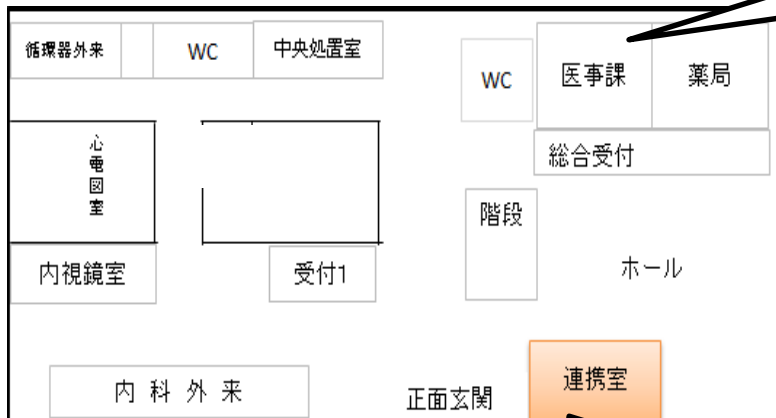 循環器外来
WC
中央処置室
WC
医事課
薬局
心電図室
総合受付
階段
内視鏡室
受付1
ホール
内科外来
正面玄関
連携室